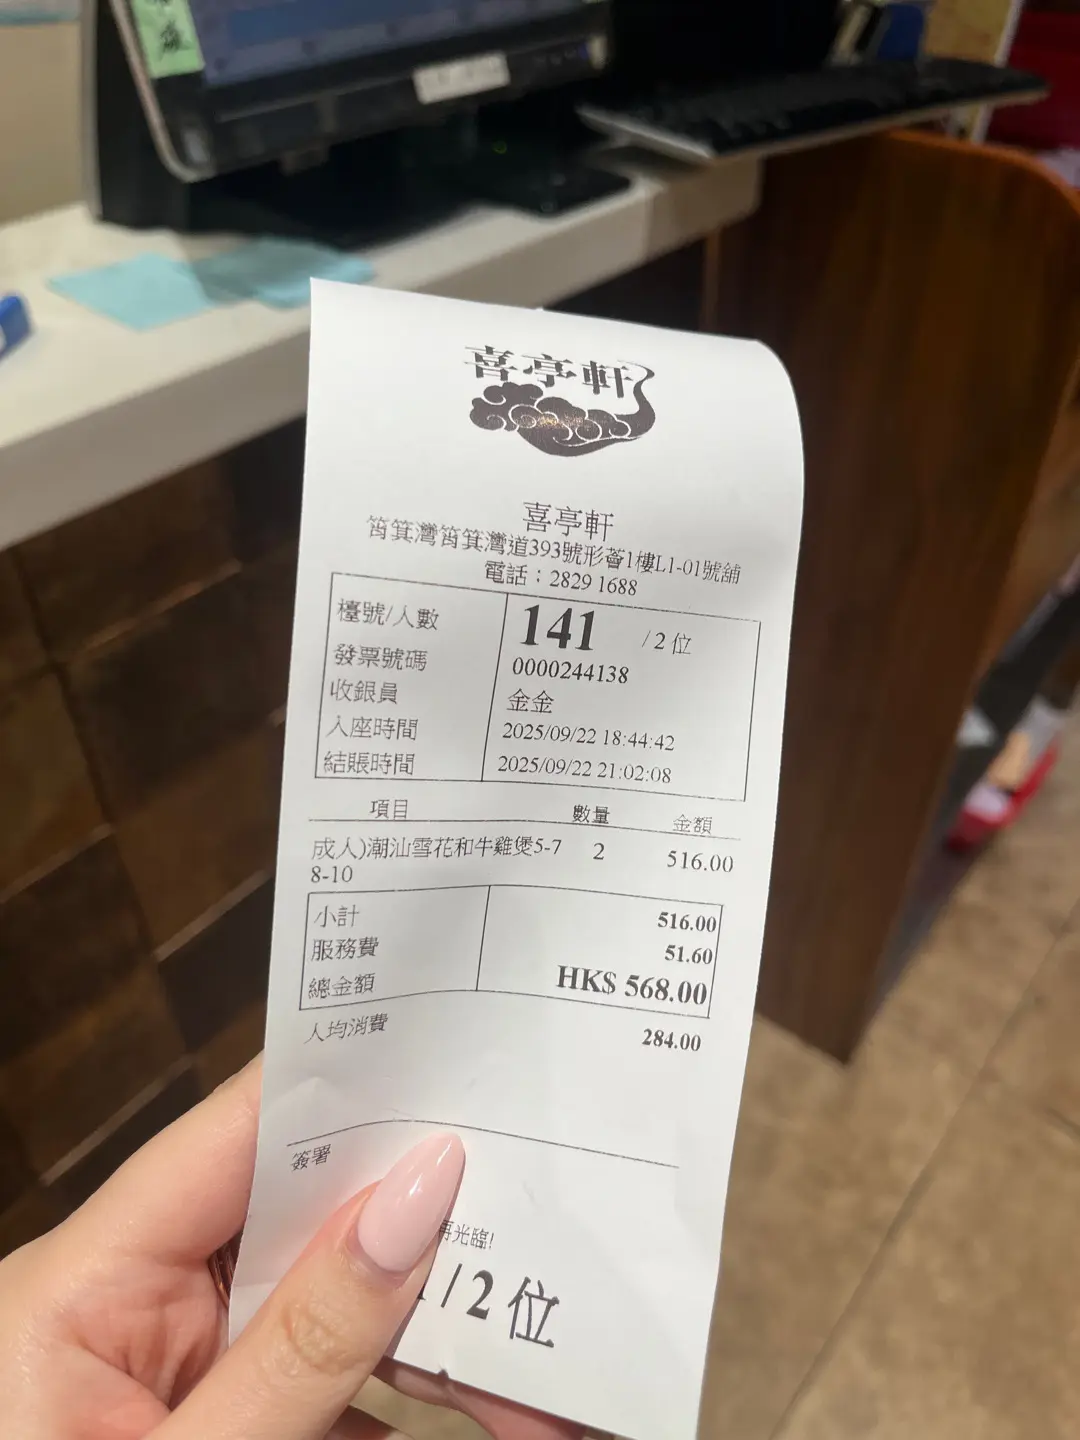 喜亭軒
喜亭軒
筲箕灣筲箕灣道393號形薈1樓L1-01號舖
電話：2829 1688
檯號/人數 141 /2 位
發票號碼 0000244138
收銀員 金金
入座時間 2025/09/22 18:44:42
結賬時間 2025/09/22 21:02:08
項目 數量 金額
成人)潮汕雪花和牛雞煲5-7 2 516.00
8-10
小計 516.00
服務費 51.60
總金額 HK$ 568.00
人均消費 284.00
簽署
再光臨!
/2 位